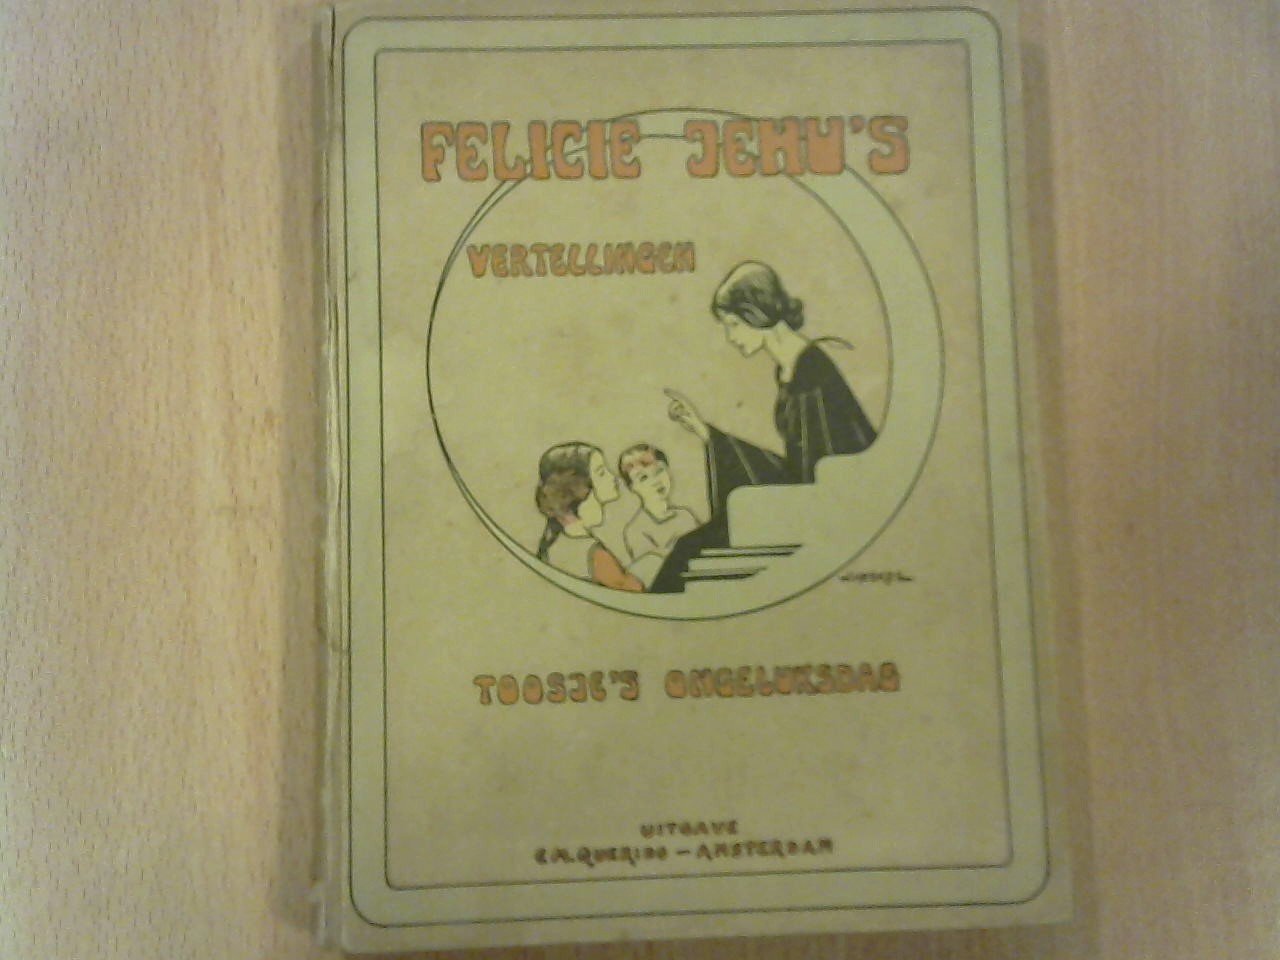 FELICIE JEHU'S
VERTELLINGEN
TOOSJE'S ONGELUKSDAG
UITGAVE
E.M. QUERIDO - AMSTERDAM